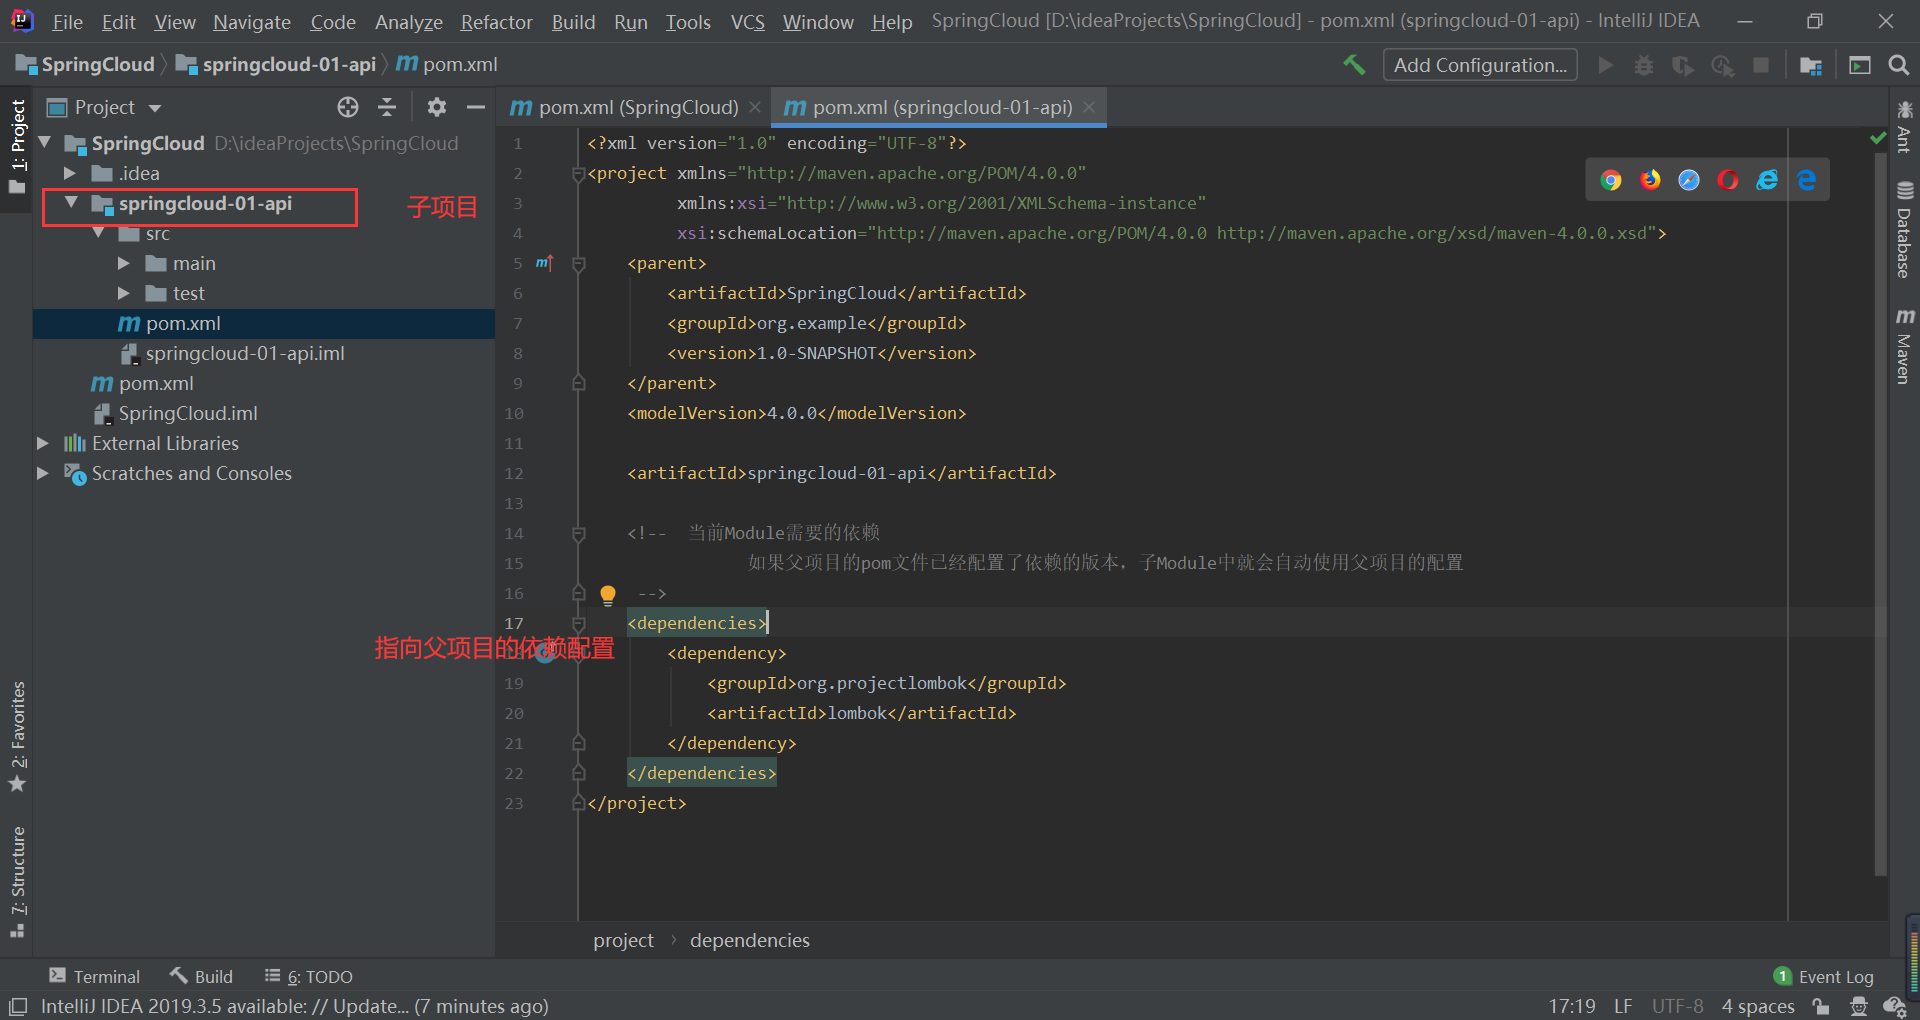 File Edit View Navigate Code Analyze Refactor Build Run Tools VCS Window Help SpringCloud [D:\ideaProjects\SpringCloud] - pom.xml (springcloud-01-api) - IntelliJ IDEA
SpringCloud springcloud-01-api pom.xml Add Configuration...
1: Project
2: Favorites
7: Structure
Project
SpringCloud D:\ideaProjects\SpringCloud
.idea
springcloud-01-api 子项目
src
main
test
pom.xml
springcloud-01-api.iml
pom.xml
SpringCloud.iml
External Libraries
Scratches and Consoles
指向父项目的依赖配置
pom.xml (SpringCloud) pom.xml (springcloud-01-api)
1 <?xml version="1.0" encoding="UTF-8"?>
2 <project xmlns="http://maven.apache.org/POM/4.0.0"
3 xmlns:xsi="http://www.w3.org/2001/XMLSchema-instance"
4 xsi:schemaLocation="http://maven.apache.org/POM/4.0.0 http://maven.apache.org/xsd/maven-4.0.0.xsd">
5 <parent>
6 <artifactId>SpringCloud</artifactId>
7 <groupId>org.example</groupId>
8 <version>1.0-SNAPSHOT</version>
9 </parent>
10 <modelVersion>4.0.0</modelVersion>
11
12 <artifactId>springcloud-01-api</artifactId>
13
14 <!-- 当前Module需要的依赖
15 如果父项目的pom文件已经配置了依赖的版本，子Module中就会自动使用父项目的配置
16 -->
17 <dependencies>
<dependency>
19 <groupId>org.projectlombok</groupId>
20 <artifactId>lombok</artifactId>
21 </dependency>
22 </dependencies>
23 </project>
project dependencies
Ant
Database
Maven
Terminal Build 6: TODO 1 Event Log
IntelliJ IDEA 2019.3.5 available: // Update... (7 minutes ago) 17:19 LF UTF-8 4 spaces